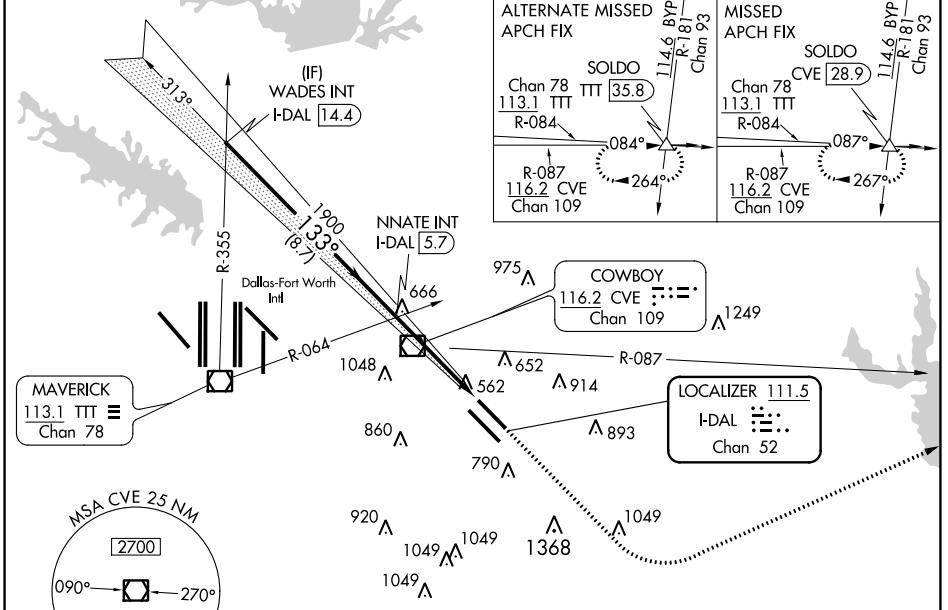 ALTERNATE MISSED
APCH FIX
SOLDO
TTT 35.8
114.6 BYP
R-181
Chan 93
Chan 78
113.1 TTT
R-084
084°
264°
R-087
116.2 CVE
Chan 109
MISSED
APCH FIX
SOLDO
CVE 28.9
114.6 BYP
R-181
Chan 93
Chan 78
113.1 TTT
R-084
087°
267°
R-087
116.2 CVE
Chan 109
(IF)
WADES INT
I-DAL 14.4
313°
1900
133°
(8.7)
R-355
NNATE INT
I-DAL 5.7
Dallas-Fort Worth
Intl
666
975
COWBOY
116.2 CVE
Chan 109
1249
R-064
1048
652
R-087
562
914
MAVERICK
113.1 TTT
Chan 78
LOCALIZER 111.5
I-DAL
Chan 52
860
893
790
MSA CVE 25 NM
2700
090°
270°
920
1049
1049
1049
1368
1049